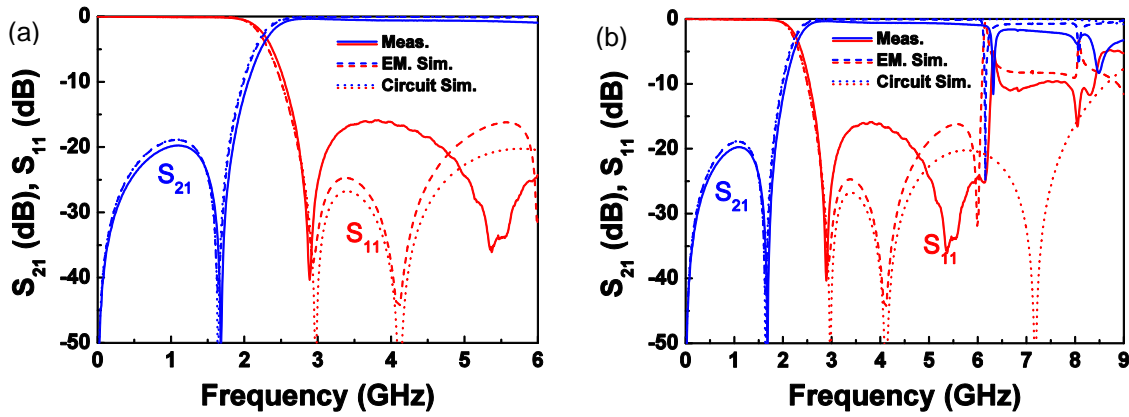 (a)
0
-10
-20
-30
-40
-50
S₂₁ (dB), S₁₁ (dB)
Meas.
EM. Sim.
Circuit Sim.
S₂₁
S₁₁
0 1 2 3 4 5 6
Frequency (GHz)
(b)
0
-10
-20
-30
-40
-50
S₂₁ (dB), S₁₁ (dB)
Meas.
EM. Sim.
Circuit Sim.
S₂₁
S₁₁
0 1 2 3 4 5 6 7 8 9
Frequency (GHz)